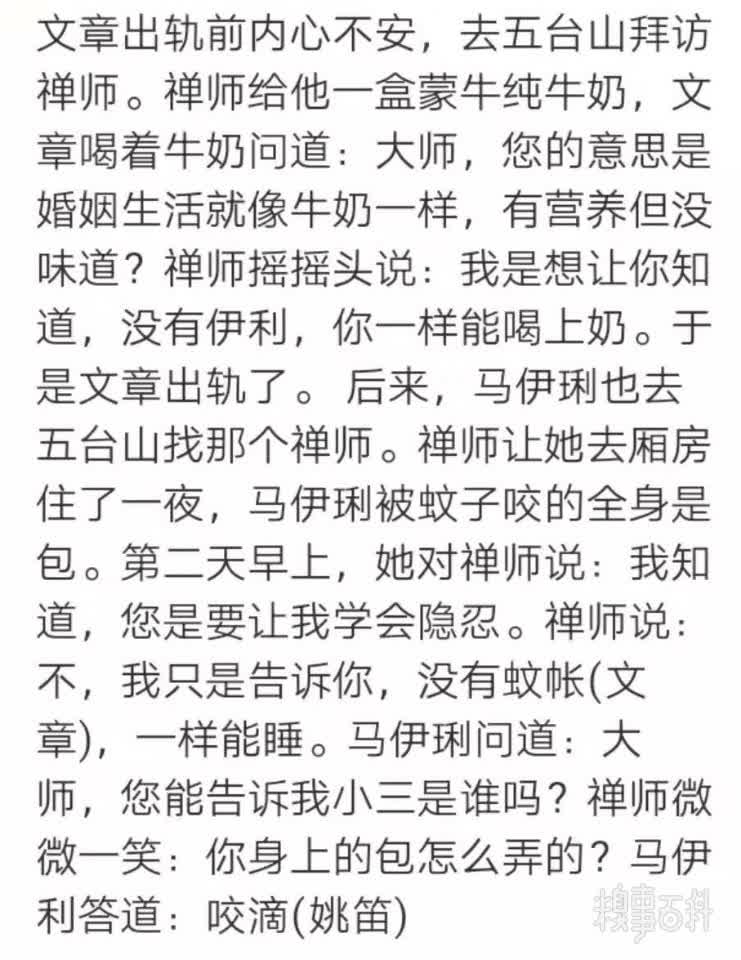 文章出轨前内心不安，去五台山拜访
禅师。禅师给他一盒蒙牛纯牛奶，文
章喝着牛奶问道：大师，您的意思是
婚姻生活就像牛奶一样，有营养但没
味道？禅师摇摇头说：我是想让你知
道，没有伊利，你一样能喝上奶。于
是文章出轨了。 后来，马伊琍也去
五台山找那个禅师。禅师让她去厢房
住了一夜，马伊琍被蚊子咬的全身是
包。第二天早上，她对禅师说：我知
道，您是要让我学会隐忍。禅师说：
不，我只是告诉你，没有蚊帐(文
章)，一样能睡。马伊琍问道：大
师，您能告诉我小三是谁吗？禅师微
微一笑：你身上的包怎么弄的？马伊
利答道：咬滴(姚笛)
糗事百科